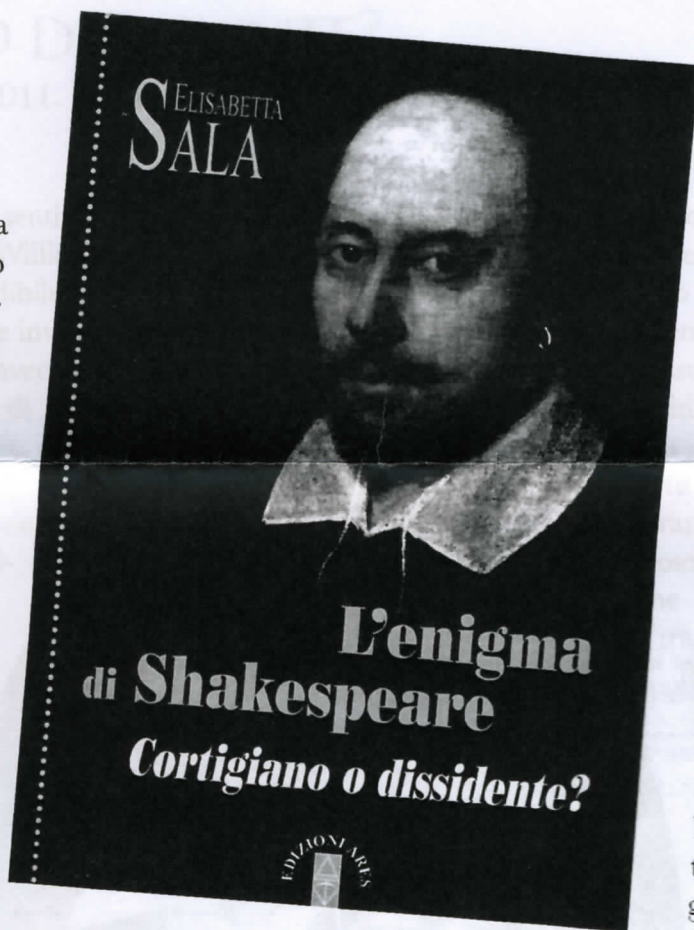 ELISABETTA
SALA
L'enigma
di Shakespeare
Cortigiano o dissidente?
EDIZIONI ARES